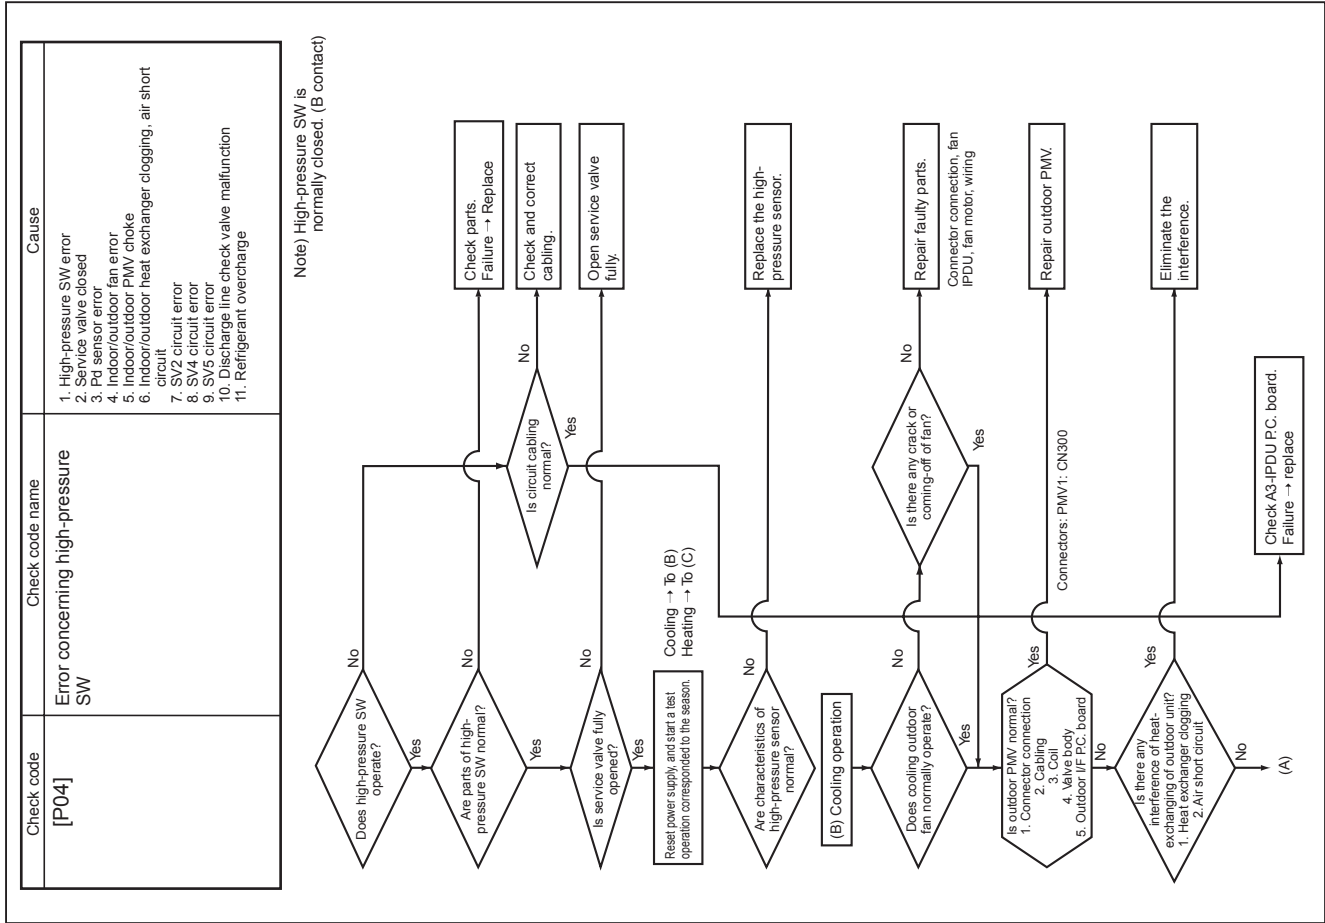 Check code
Check code name
Cause
[P04]
Error concerning high-pressure
SW
1. High-pressure SW error
2. Service valve closed
3. Pd sensor error
4. Indoor/outdoor fan error
5. Indoor/outdoor PMV choke
6. Indoor/outdoor heat exchanger clogging, air short
circuit
7. SV2 circuit error
8. SV4 circuit error
9. SV5 circuit error
10. Discharge line check valve malfunction
11. Refrigerant overcharge
Note) High-pressure SW is
normally closed. (B contact)
Does high-pressure SW
operate?
No
Yes
Are parts of high-
pressure SW normal?
No
Check parts.
Failure → Replace
Yes
Is circuit cabling
normal?
No
Check and correct
cabling.
Yes
Is service valve fully
opened?
No
Open service valve
fully.
Yes
Reset power supply, and start a test
operation corresponded to the season.
Cooling → To (B)
Heating → To (C)
Are characteristics of
high-pressure sensor
normal?
No
Replace the high-
pressure sensor.
(B) Cooling operation
Does cooling outdoor
fan normally operate?
No
Yes
Is there any crack or
coming-off of fan?
No
Yes
Repair faulty parts.
Connector connection, fan
IPDU, fan motor, wiring
Is outdoor PMV normal?
1. Connector connection
2. Cabling
3. Coil
4. Valve body
5. Outdoor I/F P.C. board
Yes
No
Repair outdoor PMV.
Connectors: PMV1: CN300
Is there any
interference of heat-
exchanging of outdoor unit?
1. Heat exchanger clogging
2. Air short circuit
Yes
No
Eliminate the
interference.
(A)
Check A3-IPDU P.C. board.
Failure → replace